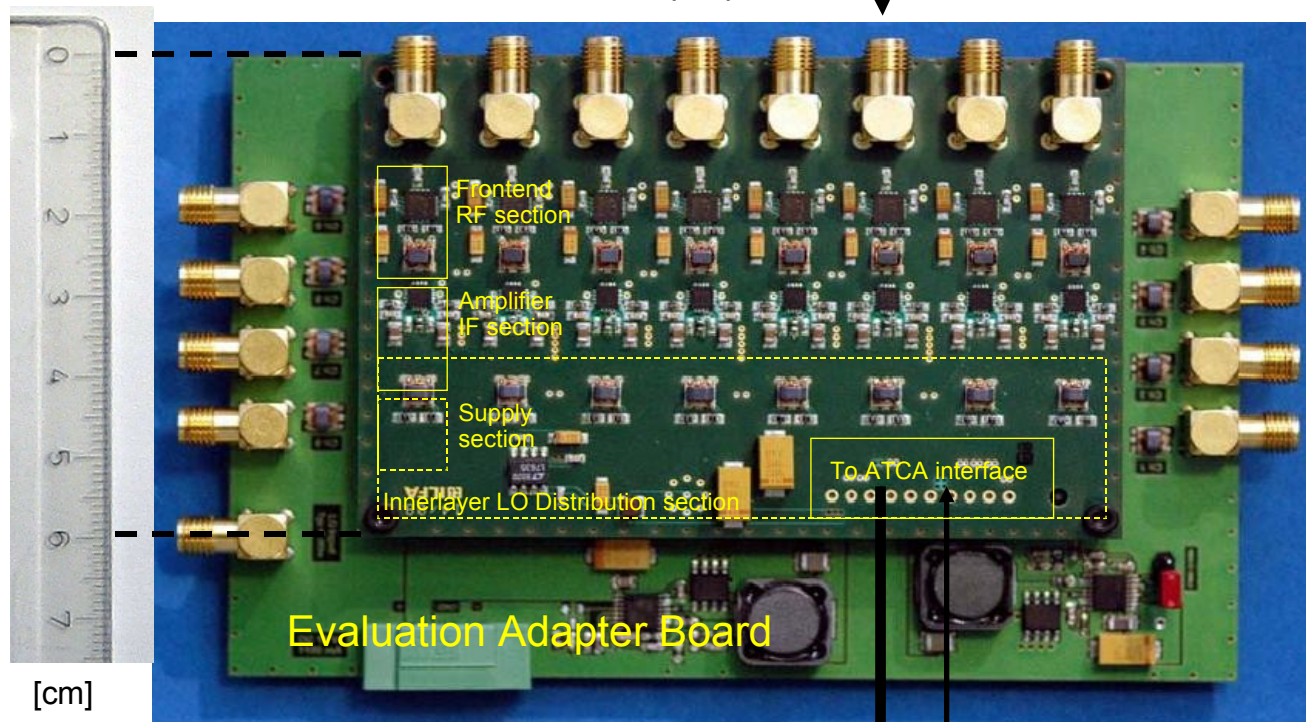 0
1
2
3
4
5
6
7
[cm]
Frontend
RF section
Amplifier
IF section
Supply
section
To ATCA interface
Innerlayer LO Distribution section
Evaluation Adapter Board